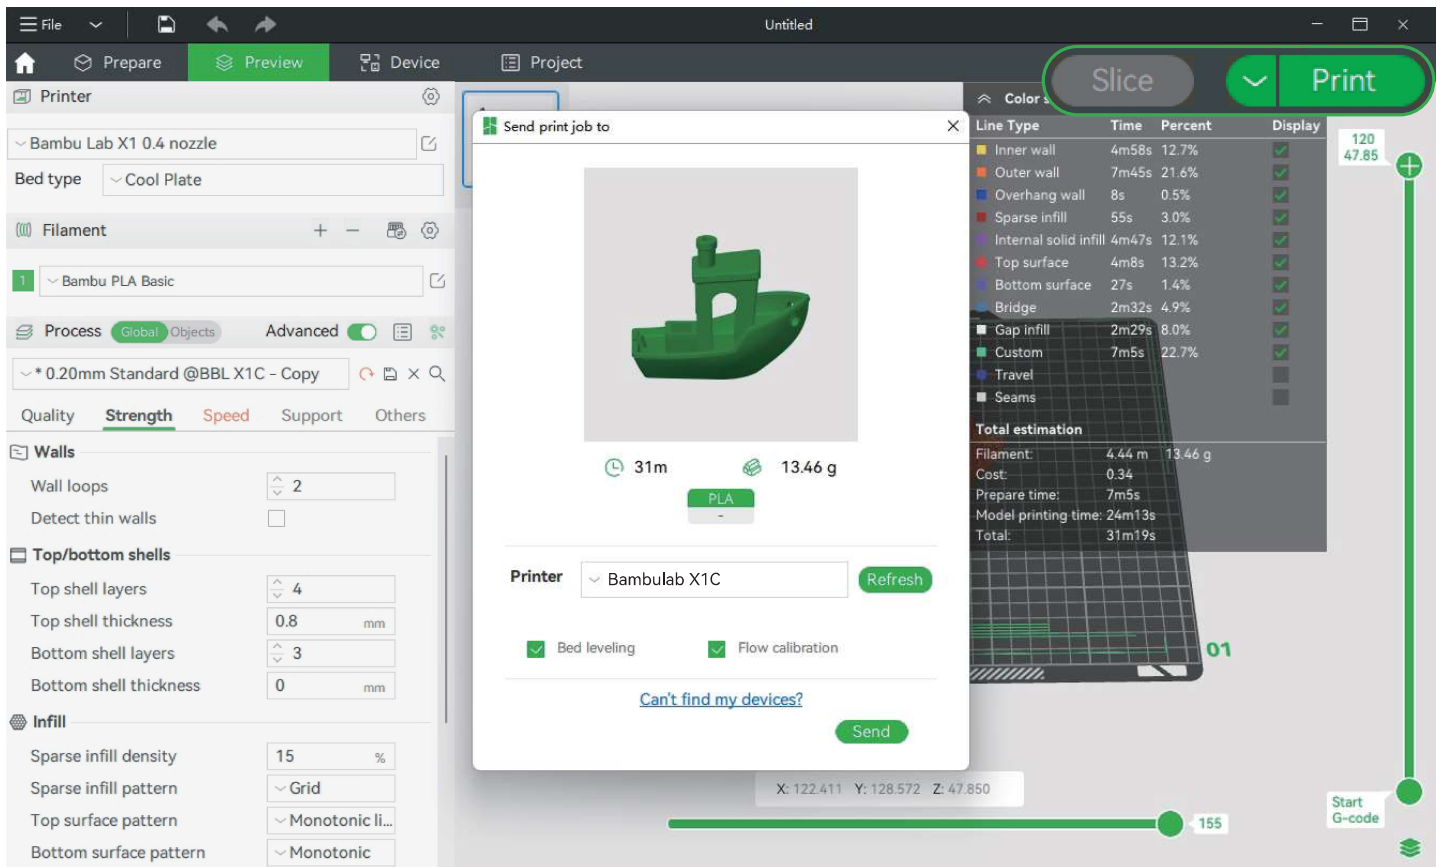 File
Untitled
Prepare
Preview
Device
Project
Slice
Print
Printer
Bambu Lab X1 0.4 nozzle
Bed type
Cool Plate
Filament
1
Bambu PLA Basic
Process
Global
Objects
Advanced
* 0.20mm Standard @BBL X1C - Copy
Quality
Strength
Speed
Support
Others
Walls
Wall loops
2
Detect thin walls
Top/bottom shells
Top shell layers
4
Top shell thickness
0.8 mm
Bottom shell layers
3
Bottom shell thickness
0 mm
Infill
Sparse infill density
15 %
Sparse infill pattern
Grid
Top surface pattern
Monotonic li...
Bottom surface pattern
Monotonic
Send print job to
31m
13.46 g
PLA
-
Printer
Bambulab X1C
Refresh
Bed leveling
Flow calibration
Can't find my devices?
Send
Color s
Line Type Time Percent Display
Inner wall 4m58s 12.7%
Outer wall 7m45s 21.6%
Overhang wall 8s 0.5%
Sparse infill 55s 3.0%
Internal solid infill 4m47s 12.1%
Top surface 4m8s 13.2%
Bottom surface 27s 1.4%
Bridge 2m32s 4.9%
Gap infill 2m29s 8.0%
Custom 7m5s 22.7%
Travel
Seams
Total estimation
Filament: 4.44 m 13.46 g
Cost: 0.34
Prepare time: 7m5s
Model printing time: 24m13s
Total: 31m19s
120
47.85
01
X: 122.411 Y: 128.572 Z: 47.850
155
Start
G-code